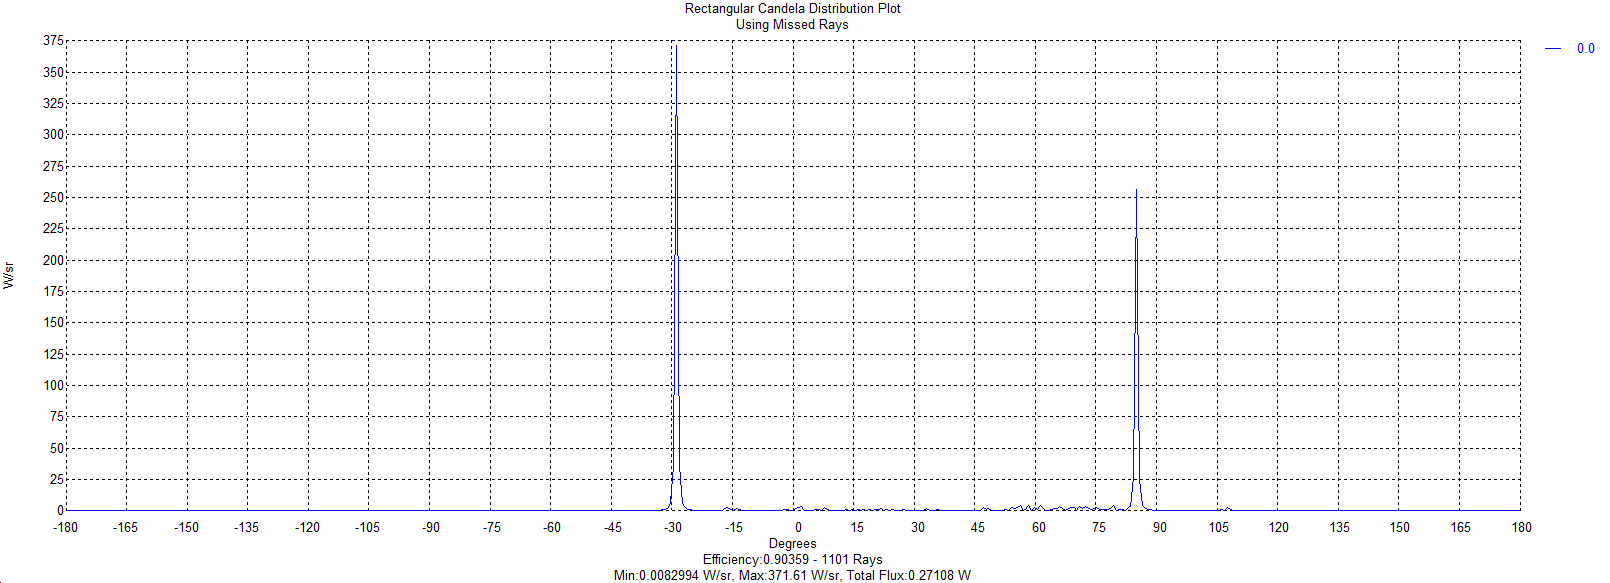 Rectangular Candela Distribution Plot
Using Missed Rays
0.0
375
350
325
300
275
250
225
200
175
150
125
100
75
50
25
0
W/sr
-180 -165 -150 -135 -120 -105 -90 -75 -60 -45 -30 -15 0 15 30 45 60 75 90 105 120 135 150 165 180
Degrees
Efficiency:0.90359 - 1101 Rays
Min:0.0082994 W/sr, Max:371.61 W/sr, Total Flux:0.27108 W